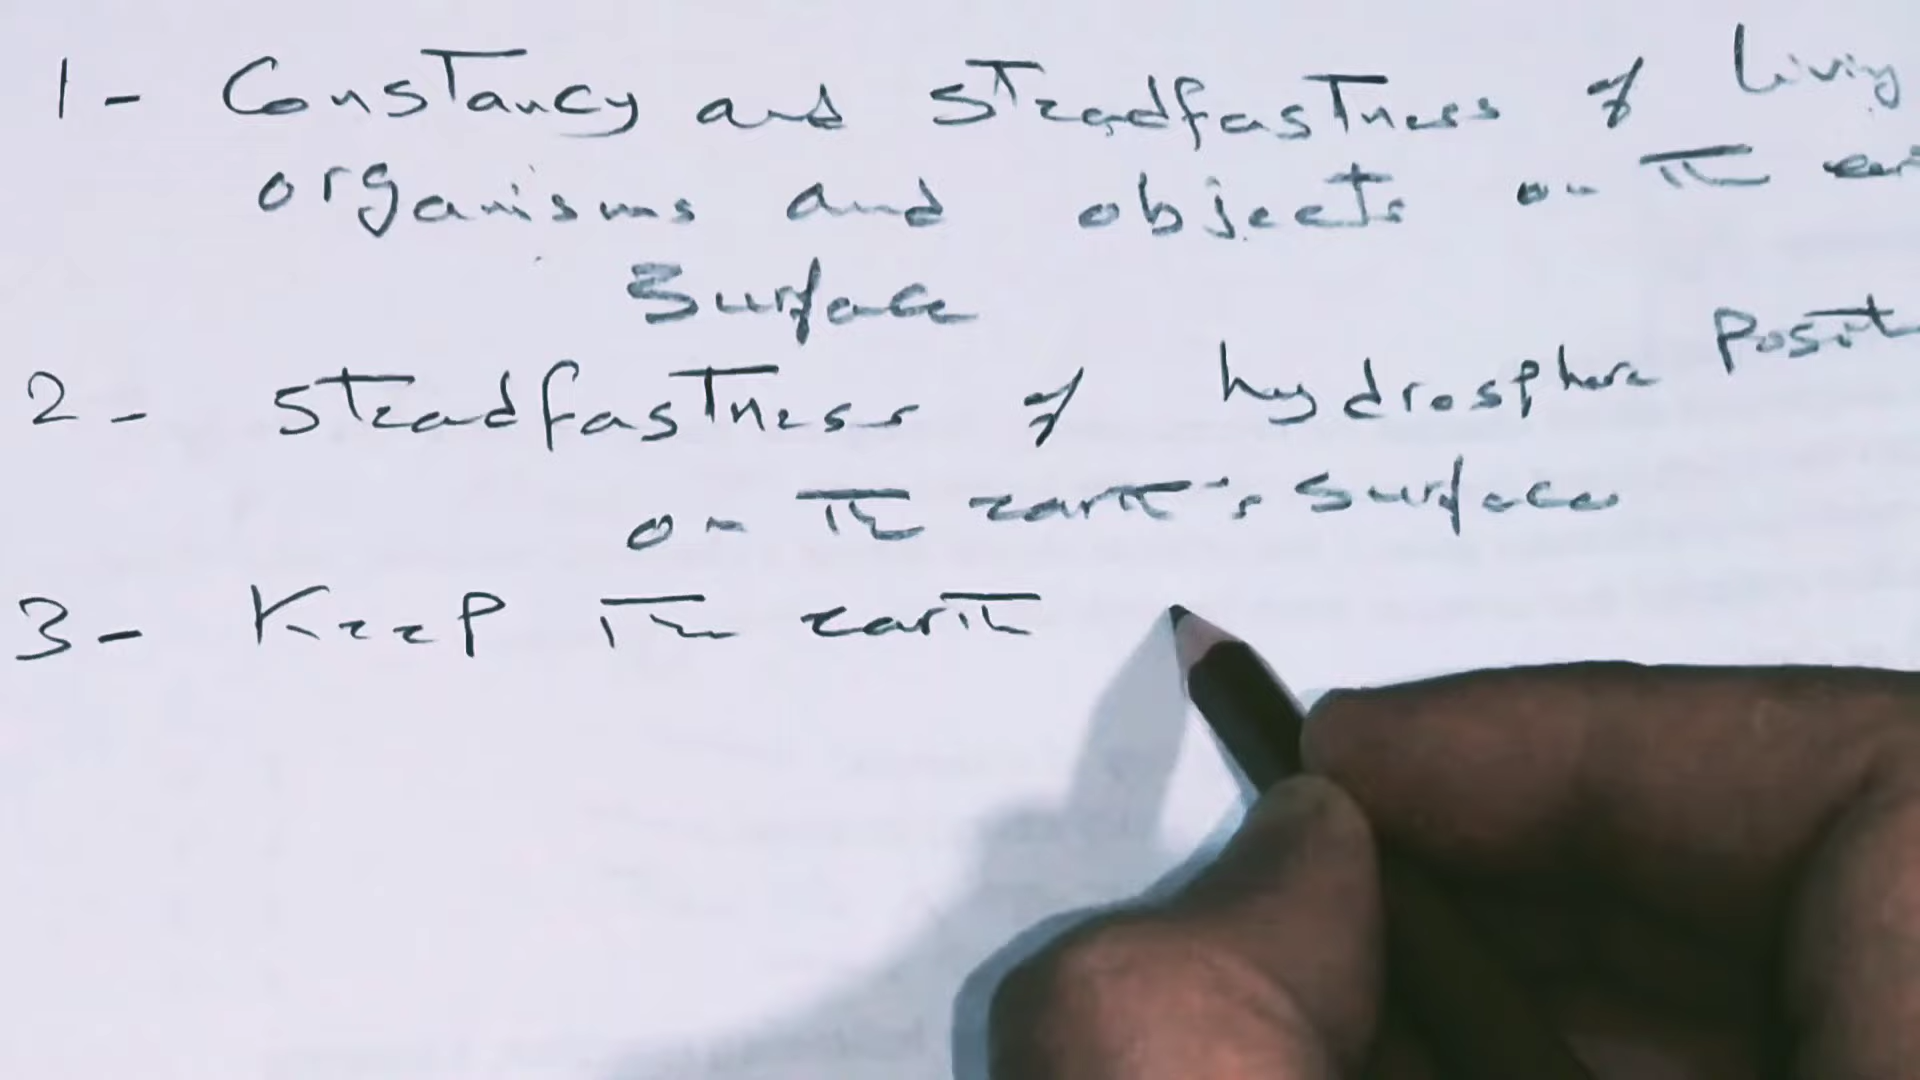 1- Constancy and steadfastness of living
organisms and objects on the ear
Surface
2- Steadfastness of hydrosphere Posit
on the earth's surface
3- Keep the earth